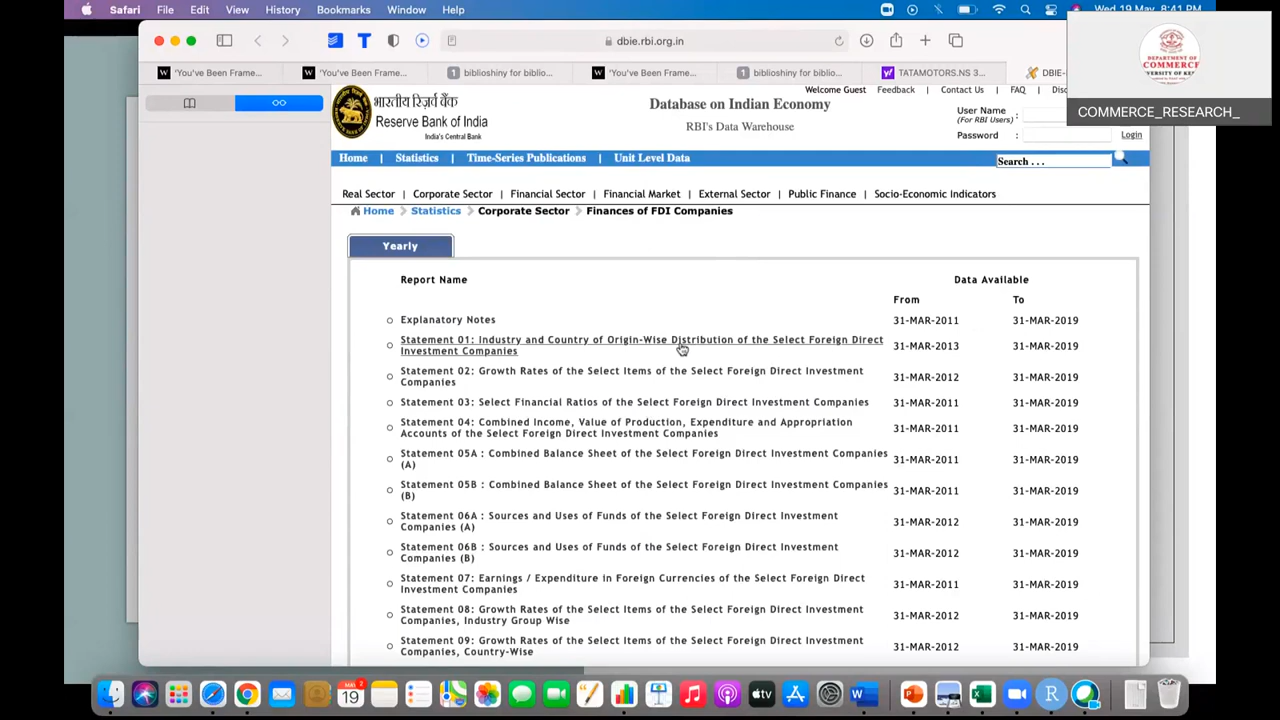 Safari File Edit View History Bookmarks Window Help Wed 19 May 8:41 PM
dbie.rbi.org.in
'You've Been Frame... 'You've Been Frame... biblioshiny for biblio... 'You've Been Frame... biblioshiny for biblio... TATAMOTORS.NS 3... DBIE-
DEPARTMENT OF
COMMERCE
COMMERCE_RESEARCH_
Welcome Guest Feedback Contact Us FAQ
भारतीय रिज़र्व बैंक
Reserve Bank of India
India's Central Bank
Database on Indian Economy
RBI's Data Warehouse
User Name :
(For RBI Users)
Password :
Login
Home | Statistics | Time-Series Publications | Unit Level Data
Search . . .
Real Sector | Corporate Sector | Financial Sector | Financial Market | External Sector | Public Finance | Socio-Economic Indicators
Home Statistics Corporate Sector Finances of FDI Companies
Yearly
Report Name Data Available
From To
Explanatory Notes 31-MAR-2011 31-MAR-2019
Statement 01: Industry and Country of Origin-Wise Distribution of the Select Foreign Direct
Investment Companies 31-MAR-2013 31-MAR-2019
Statement 02: Growth Rates of the Select Items of the Select Foreign Direct Investment
Companies 31-MAR-2012 31-MAR-2019
Statement 03: Select Financial Ratios of the Select Foreign Direct Investment Companies 31-MAR-2011 31-MAR-2019
Statement 04: Combined Income, Value of Production, Expenditure and Appropriation
Accounts of the Select Foreign Direct Investment Companies 31-MAR-2011 31-MAR-2019
Statement 05A : Combined Balance Sheet of the Select Foreign Direct Investment Companies
(A) 31-MAR-2011 31-MAR-2019
Statement 05B : Combined Balance Sheet of the Select Foreign Direct Investment Companies
(B) 31-MAR-2011 31-MAR-2019
Statement 06A : Sources and Uses of Funds of the Select Foreign Direct Investment
Companies (A) 31-MAR-2012 31-MAR-2019
Statement 06B : Sources and Uses of Funds of the Select Foreign Direct Investment
Companies (B) 31-MAR-2012 31-MAR-2019
Statement 07: Earnings / Expenditure in Foreign Currencies of the Select Foreign Direct
Investment Companies 31-MAR-2011 31-MAR-2019
Statement 08: Growth Rates of the Select Items of the Select Foreign Direct Investment
Companies, Industry Group Wise 31-MAR-2012 31-MAR-2019
Statement 09: Growth Rates of the Select Items of the Select Foreign Direct Investment
Companies, Country-Wise 31-MAR-2012 31-MAR-2019